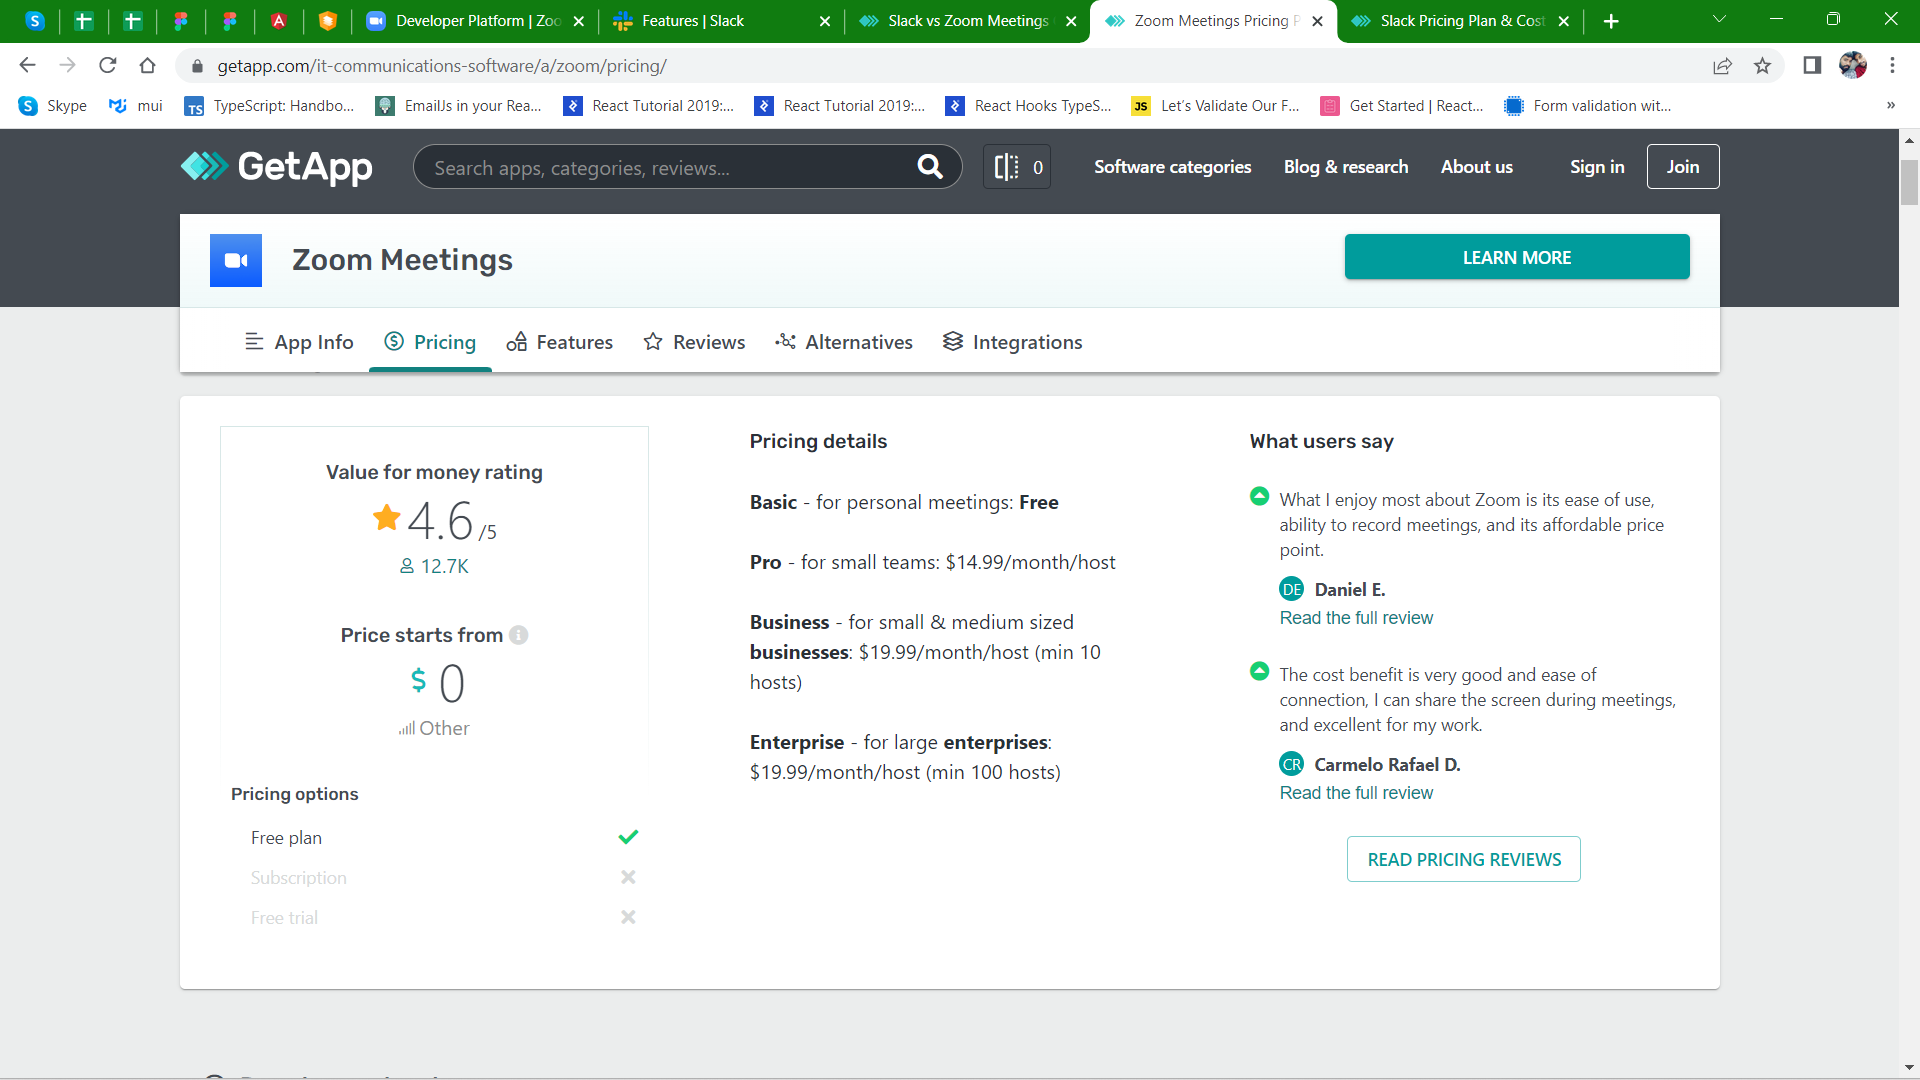 Developer Platform | Zoo
Features | Slack
Slack vs Zoom Meetings
Zoom Meetings Pricing P
Slack Pricing Plan & Cost
getapp.com/it-communications-software/a/zoom/pricing/
Skype
mui
TypeScript: Handbo...
EmailJs in your Rea...
React Tutorial 2019:...
React Tutorial 2019:...
React Hooks TypeS...
Let's Validate Our F...
Get Started | React...
Form validation wit...
»
GetApp
Search apps, categories, reviews...
0
Software categories
Blog & research
About us
Sign in
Join
Zoom Meetings
LEARN MORE
App Info
Pricing
Features
Reviews
Alternatives
Integrations
Value for money rating
4.6 /5
12.7K
Price starts from
$ 0
Other
Pricing options
Free plan
Subscription
Free trial
Pricing details
Basic - for personal meetings: Free
Pro - for small teams: $14.99/month/host
Business - for small & medium sized
businesses: $19.99/month/host (min 10
hosts)
Enterprise - for large enterprises:
$19.99/month/host (min 100 hosts)
What users say
What I enjoy most about Zoom is its ease of use,
ability to record meetings, and its affordable price
point.
DE Daniel E.
Read the full review
The cost benefit is very good and ease of
connection, I can share the screen during meetings,
and excellent for my work.
CR Carmelo Rafael D.
Read the full review
READ PRICING REVIEWS